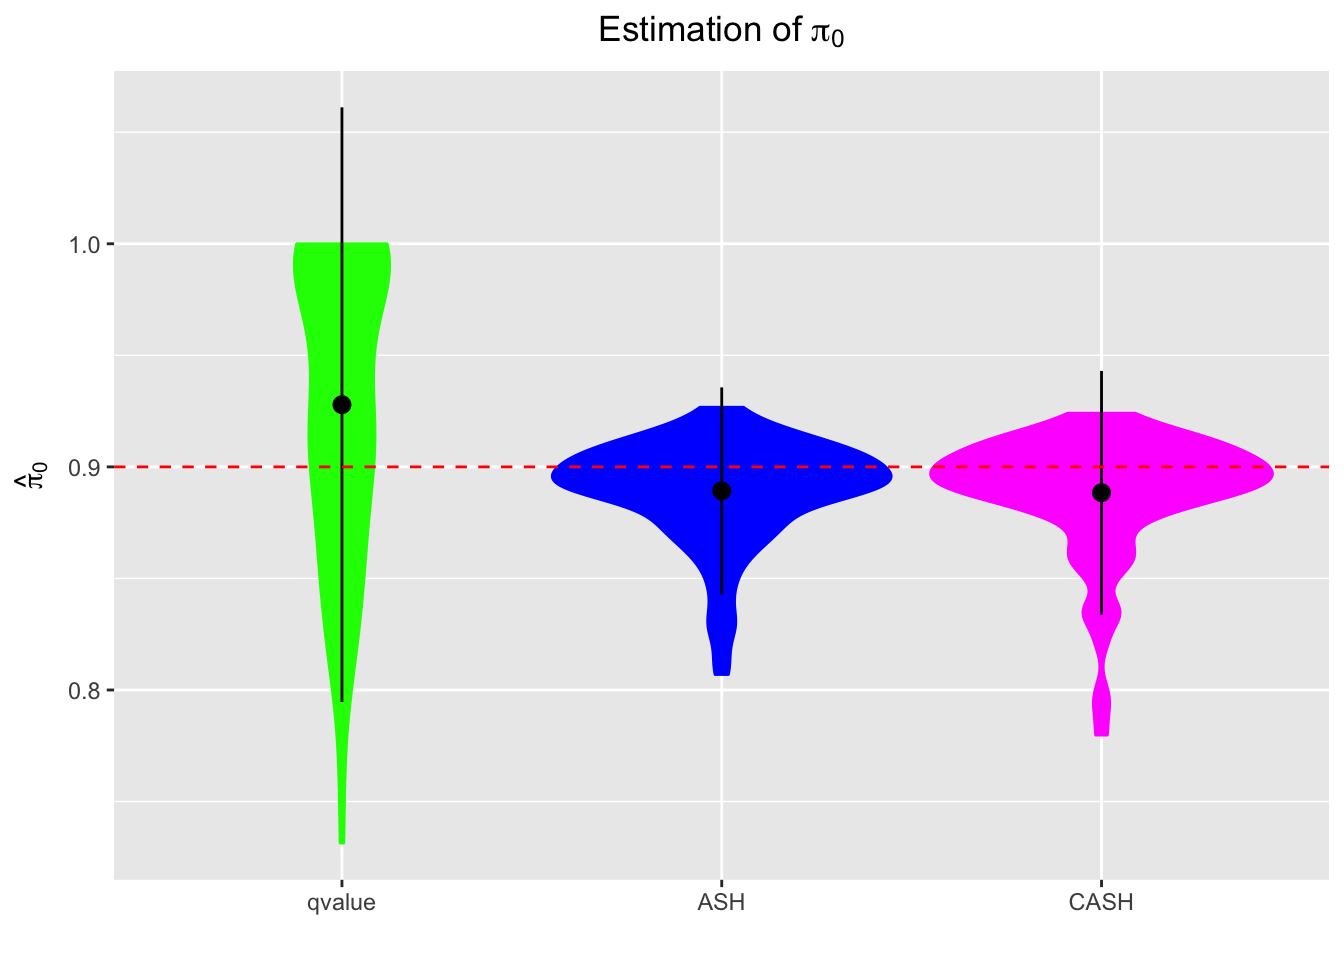 Estimation of π₀
π̂₀
1.0
0.9
0.8
qvalue
ASH
CASH